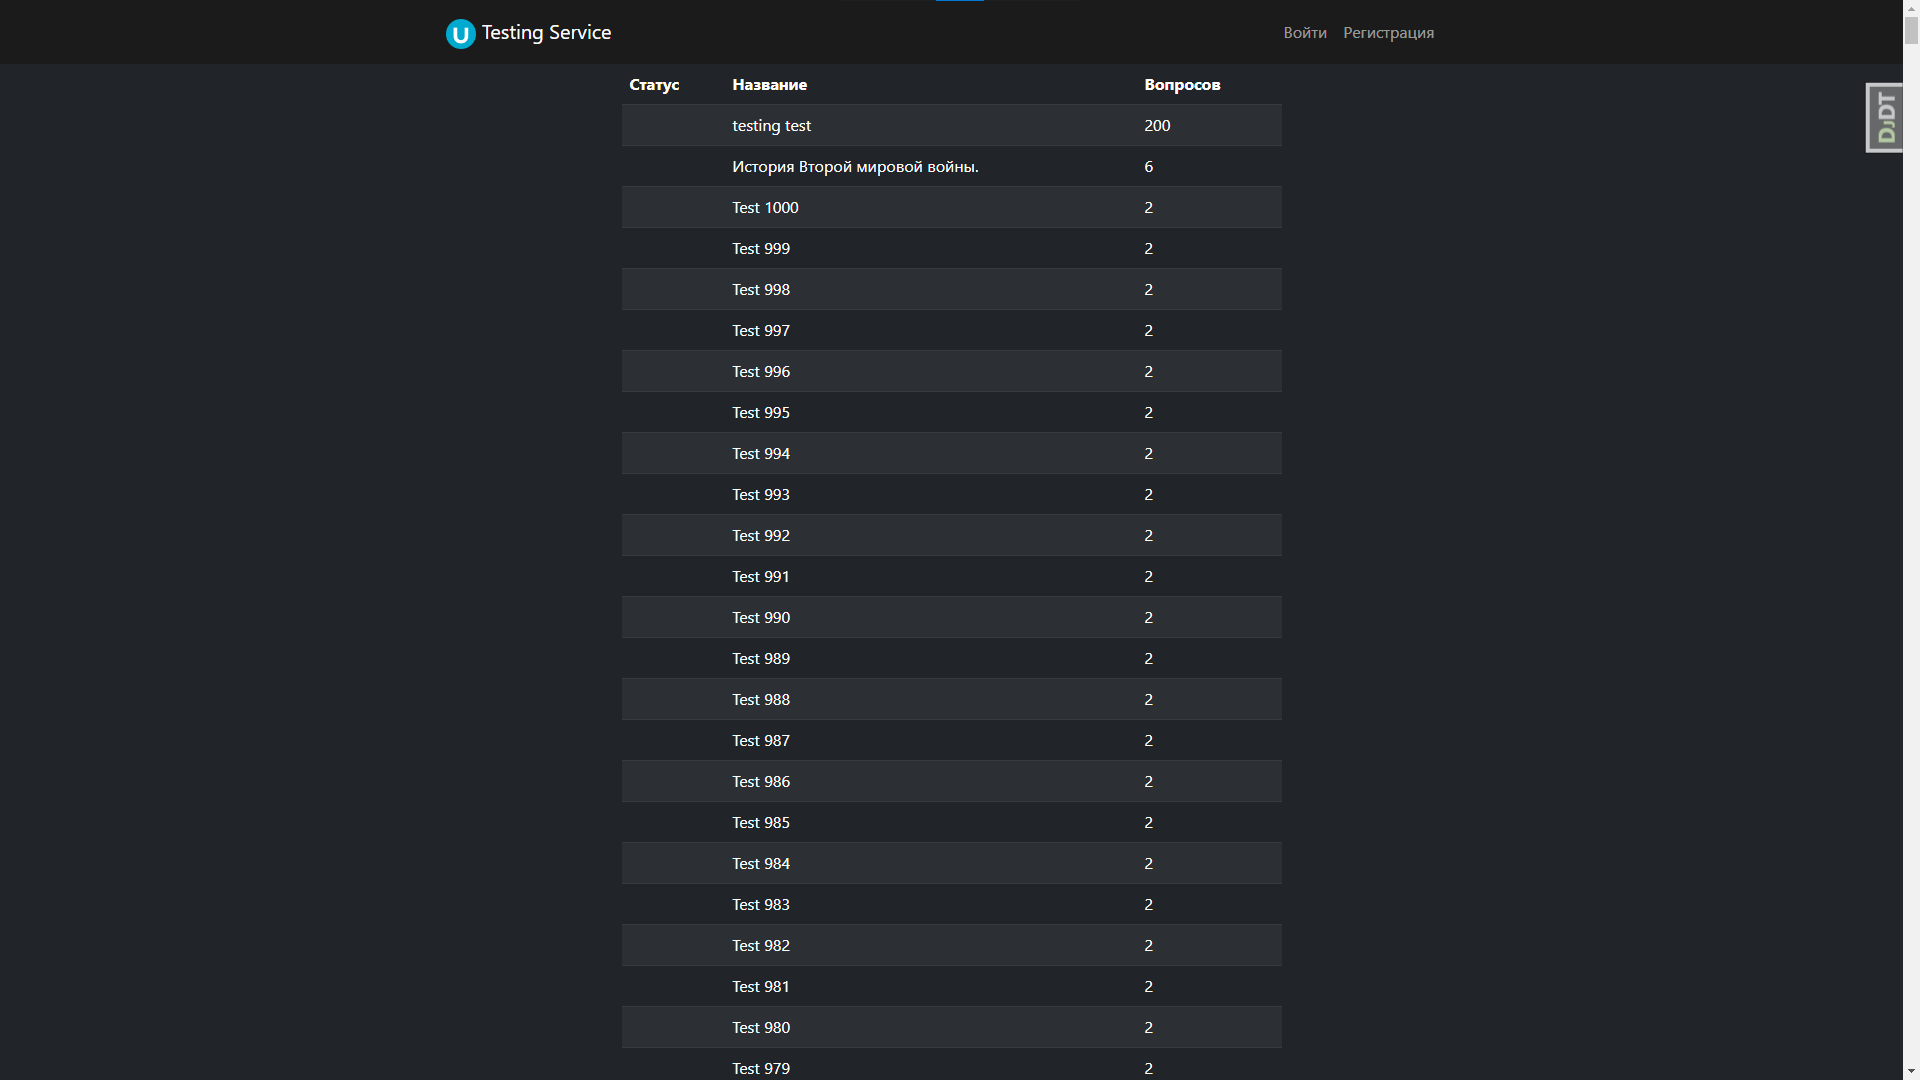 U Testing Service Войти Регистрация
Статус Название Вопросов
DJDT
testing test 200
История Второй мировой войны. 6
Test 1000 2
Test 999 2
Test 998 2
Test 997 2
Test 996 2
Test 995 2
Test 994 2
Test 993 2
Test 992 2
Test 991 2
Test 990 2
Test 989 2
Test 988 2
Test 987 2
Test 986 2
Test 985 2
Test 984 2
Test 983 2
Test 982 2
Test 981 2
Test 980 2
Test 979 2